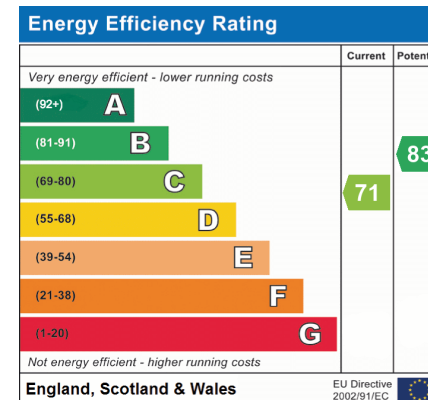 Energy Efficiency Rating
Current Potent
Very energy efficient - lower running costs
(92+) A
(81-91) B
83
(69-80) C
71
(55-68) D
(39-54) E
(21-38) F
(1-20) G
Not energy efficient - higher running costs
England, Scotland & Wales
EU Directive
2002/91/EC